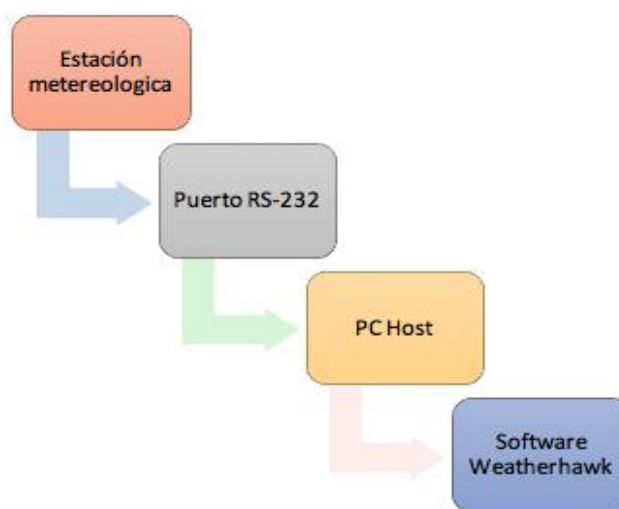 Estación
metereologica
Puerto RS-232
PC Host
Software
Weatherhawk